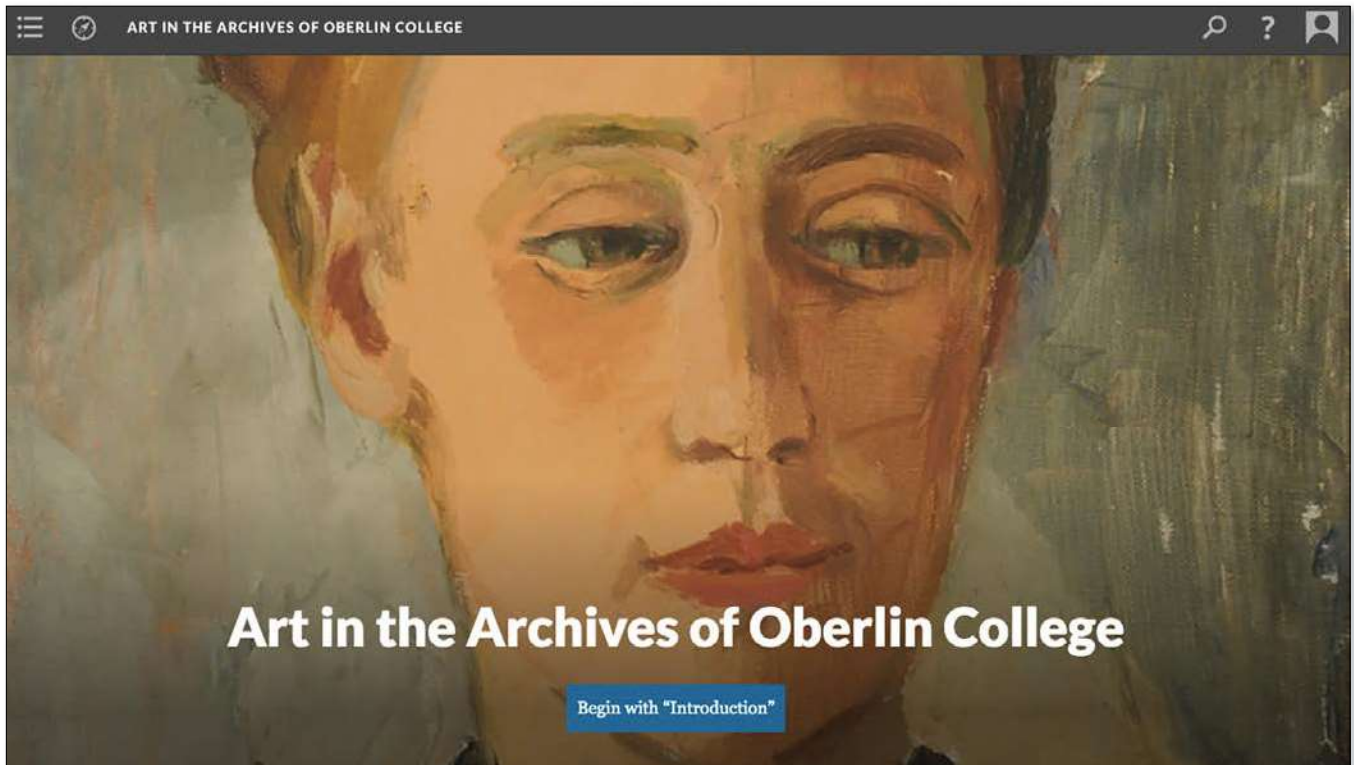 ART IN THE ARCHIVES OF OBERLIN COLLEGE
?
Art in the Archives of Oberlin College
Begin with “Introduction”